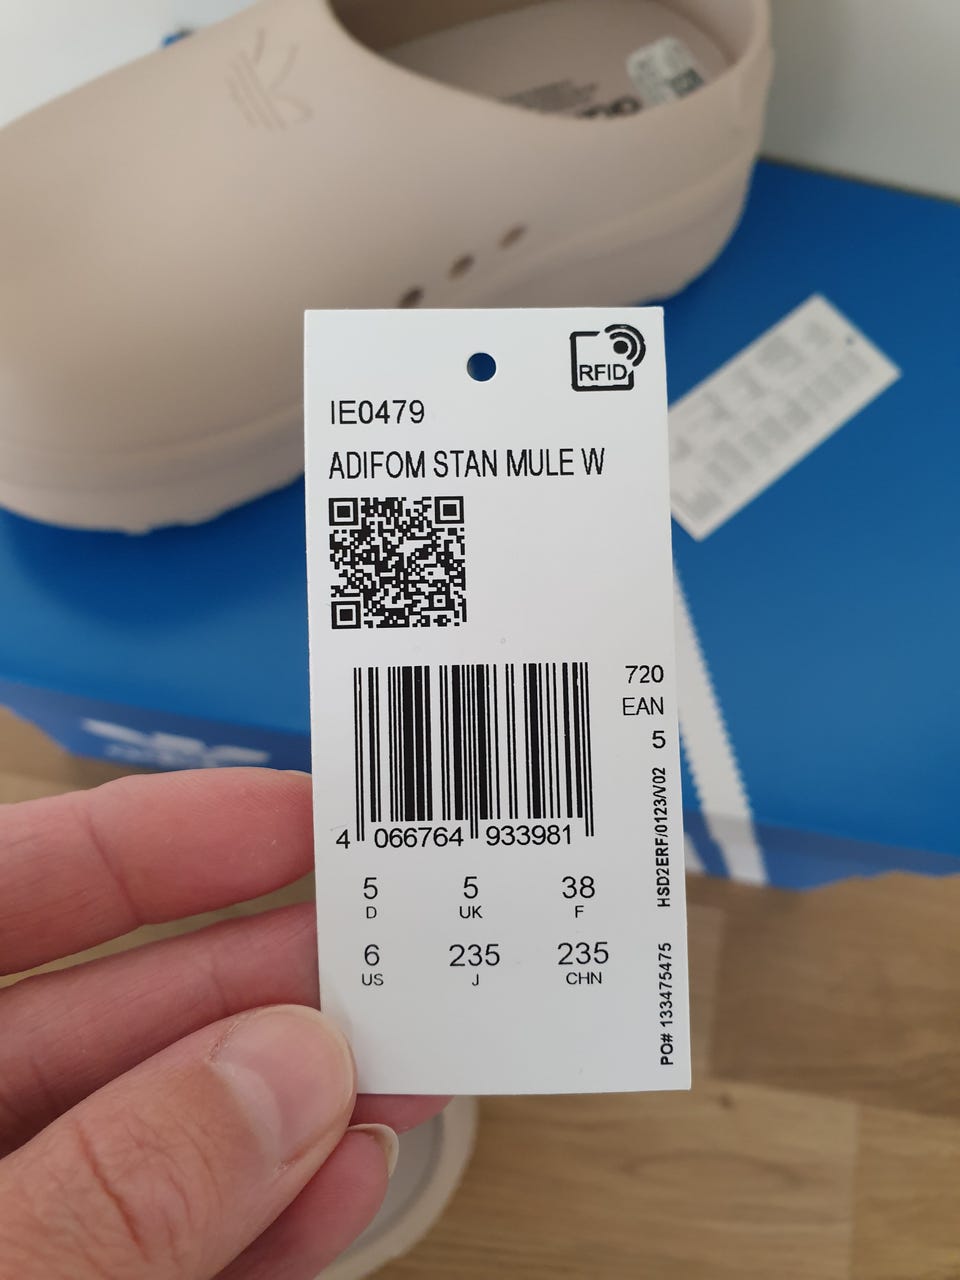 RFID
IE0479
ADIFOM STAN MULE W
720
EAN
5
4 066764 933981
5 5 38
D UK F
6 235 235
US J CHN
HSD2ERF/0123/V02
PO# 133475475